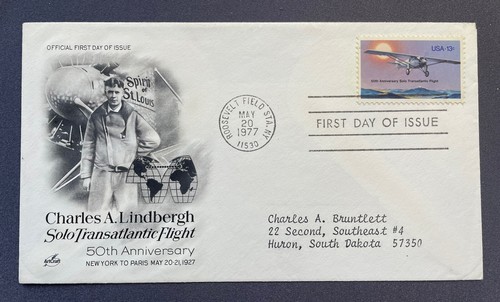 OFFICIAL FIRST DAY OF ISSUE
Spirit
of
St. Louis
Charles A. Lindbergh
Solo Transatlantic Flight
50th Anniversary
NEW YORK TO PARIS MAY 20-21, 1927
ArtCraft
ROOSEVELT FIELD STA. NY
MAY
20
1977
11530
USA·13c
50th Anniversary Solo Transatlantic Flight
FIRST DAY OF ISSUE
Charles A. Bruntlett
22 Second, Southeast #4
Huron, South Dakota 57350